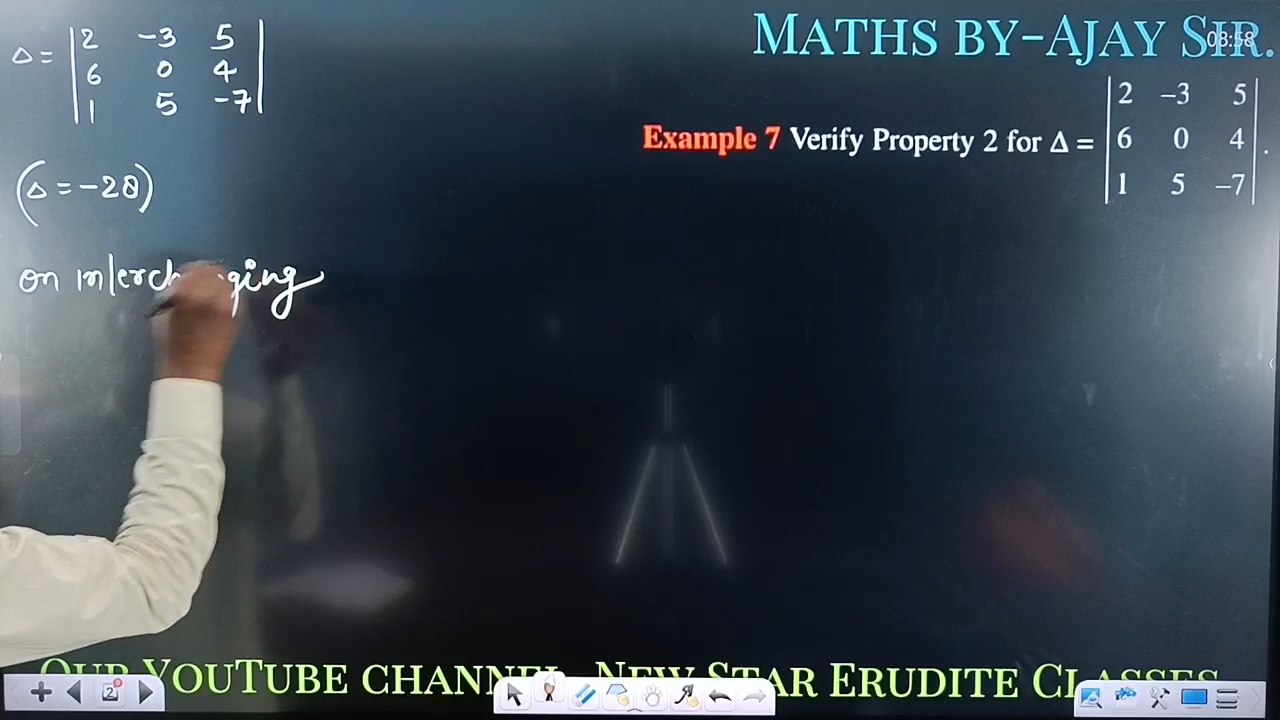 MATHS BY-AJAY SIR.
08:58
Δ = | 2 -3 5 |
| 6 0 4 |
| 1 5 -7 |
Example 7 Verify Property 2 for Δ = | 2 –3 5 |
| 6 0 4 |
| 1 5 –7 | .
(Δ = -28)
on interchanging
OUR YOUTUBE CHANNEL NEW STAR ERUDITE CLASSES
2